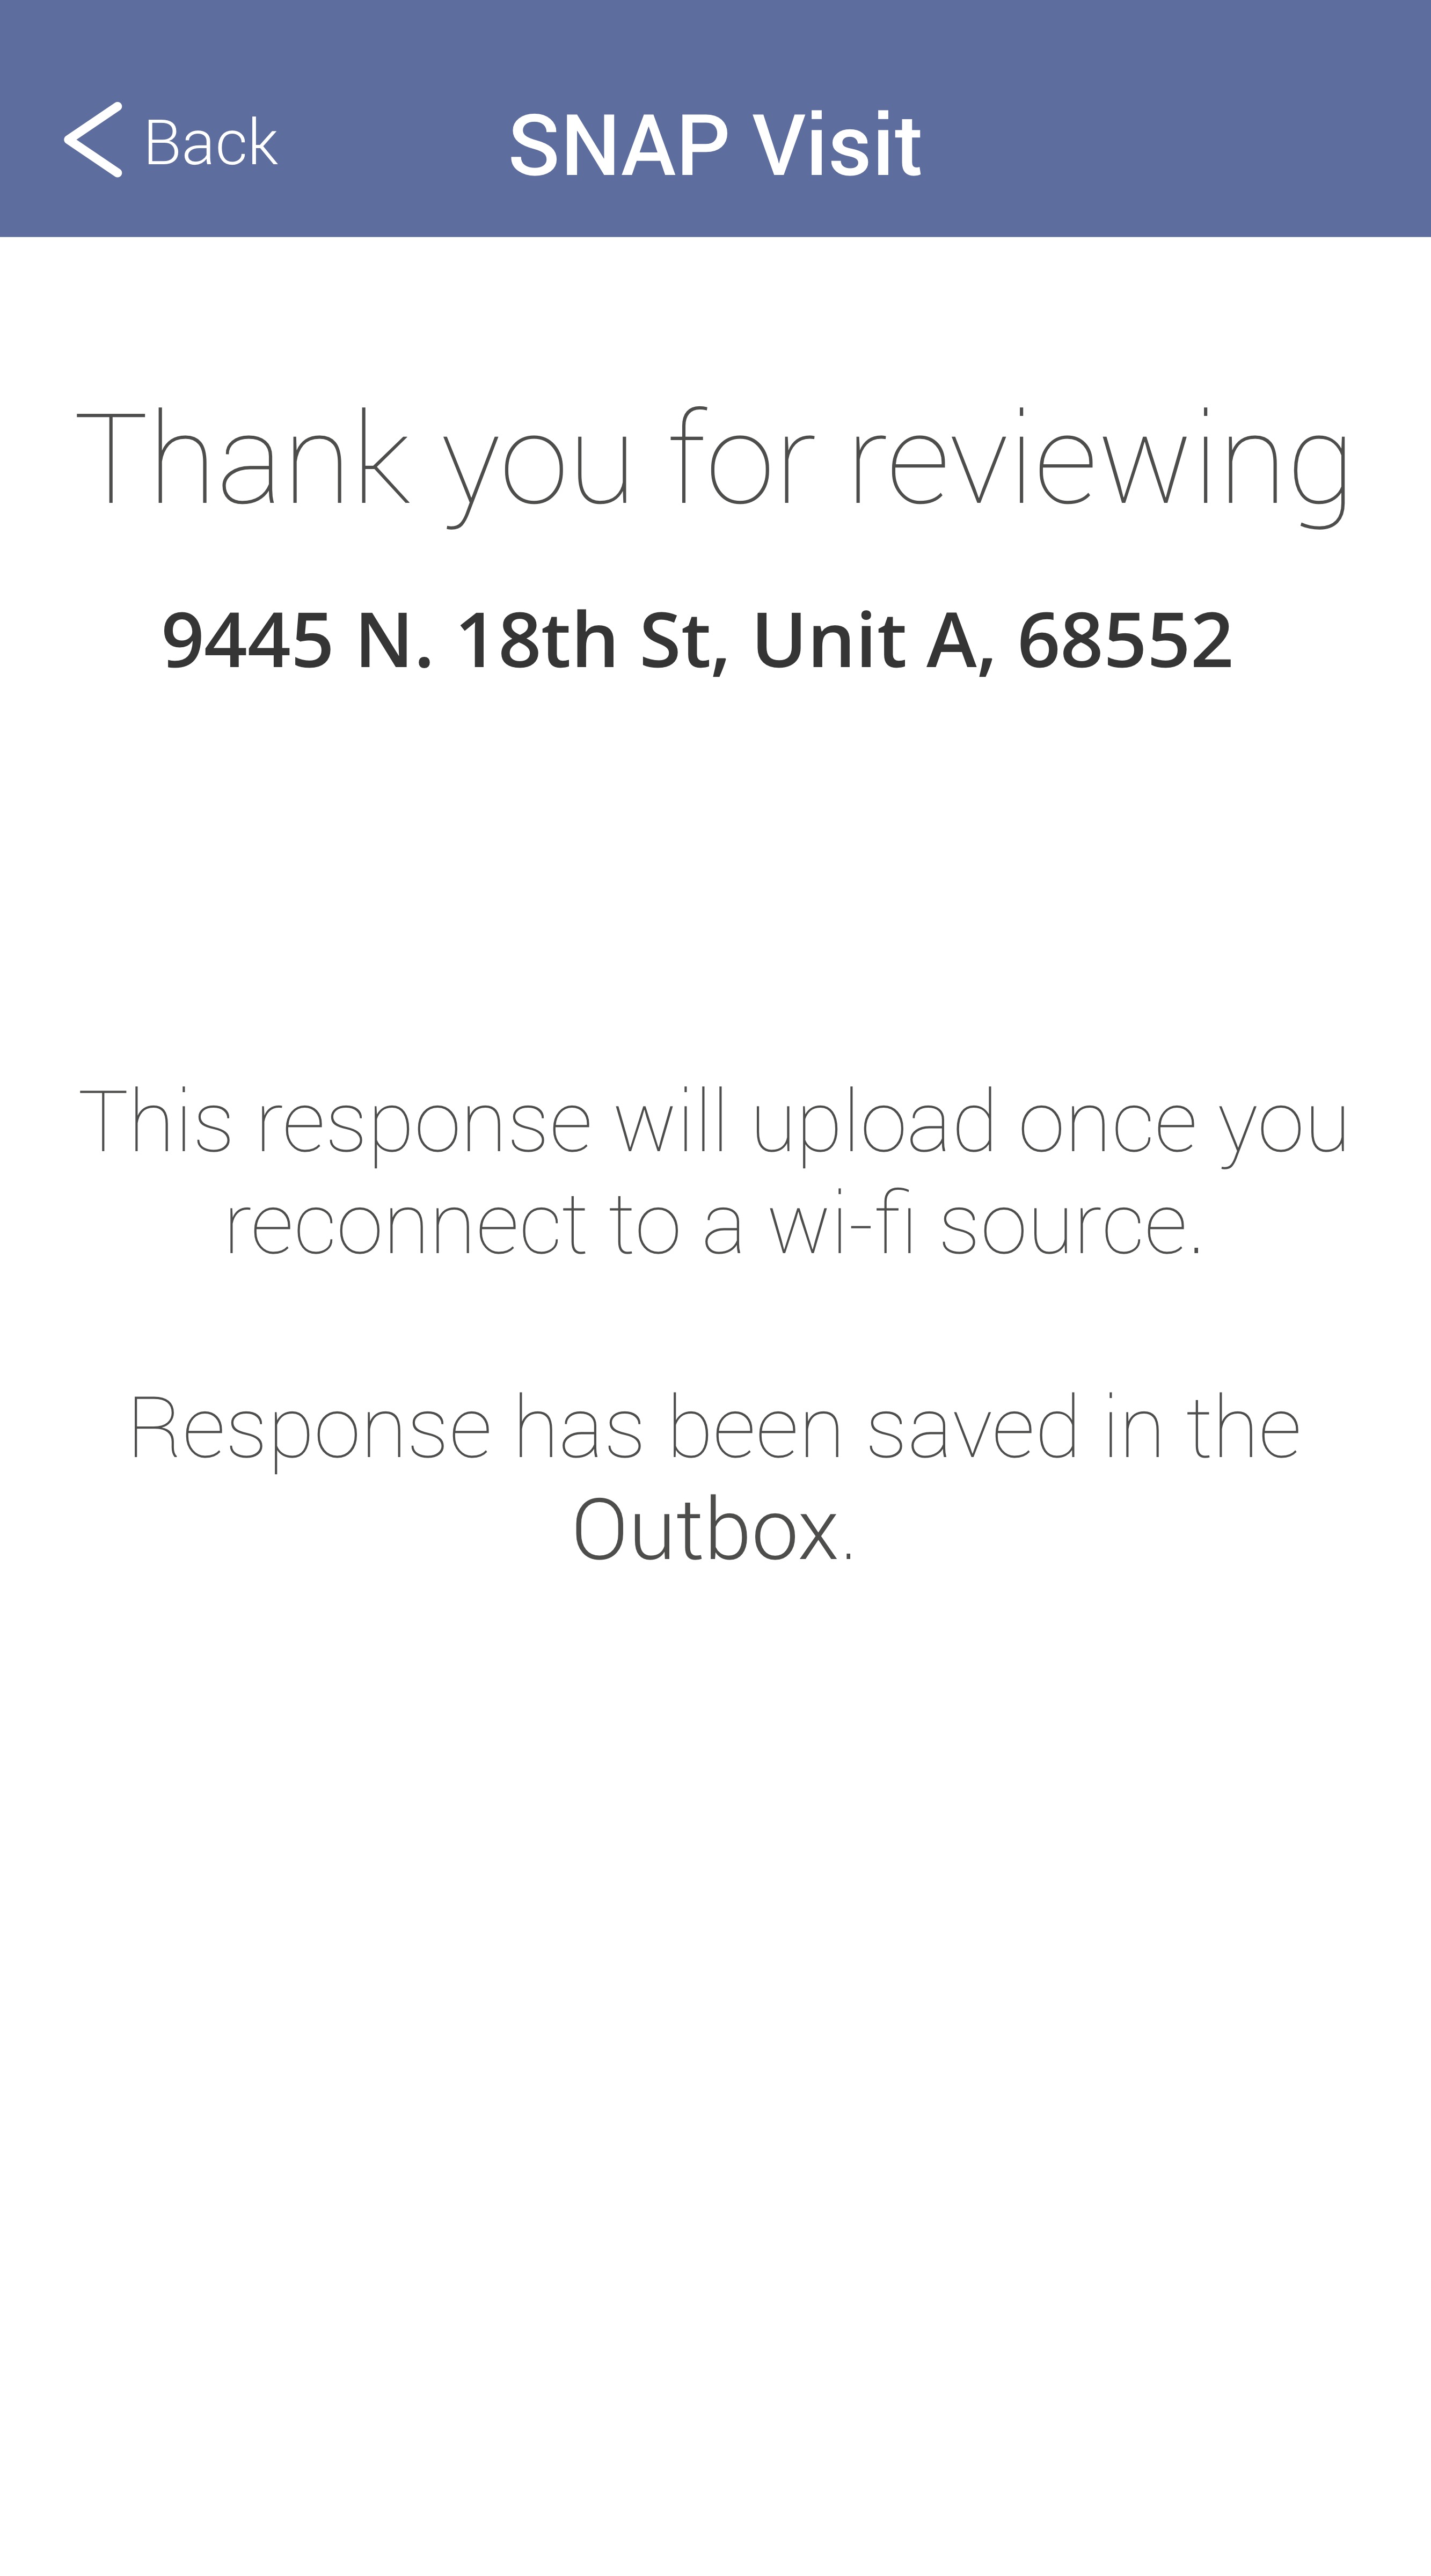 Back
SNAP Visit
Thank you for reviewing
9445 N. 18th St, Unit A, 68552
This response will upload once you
reconnect to a wi-fi source.
Response has been saved in the
Outbox.